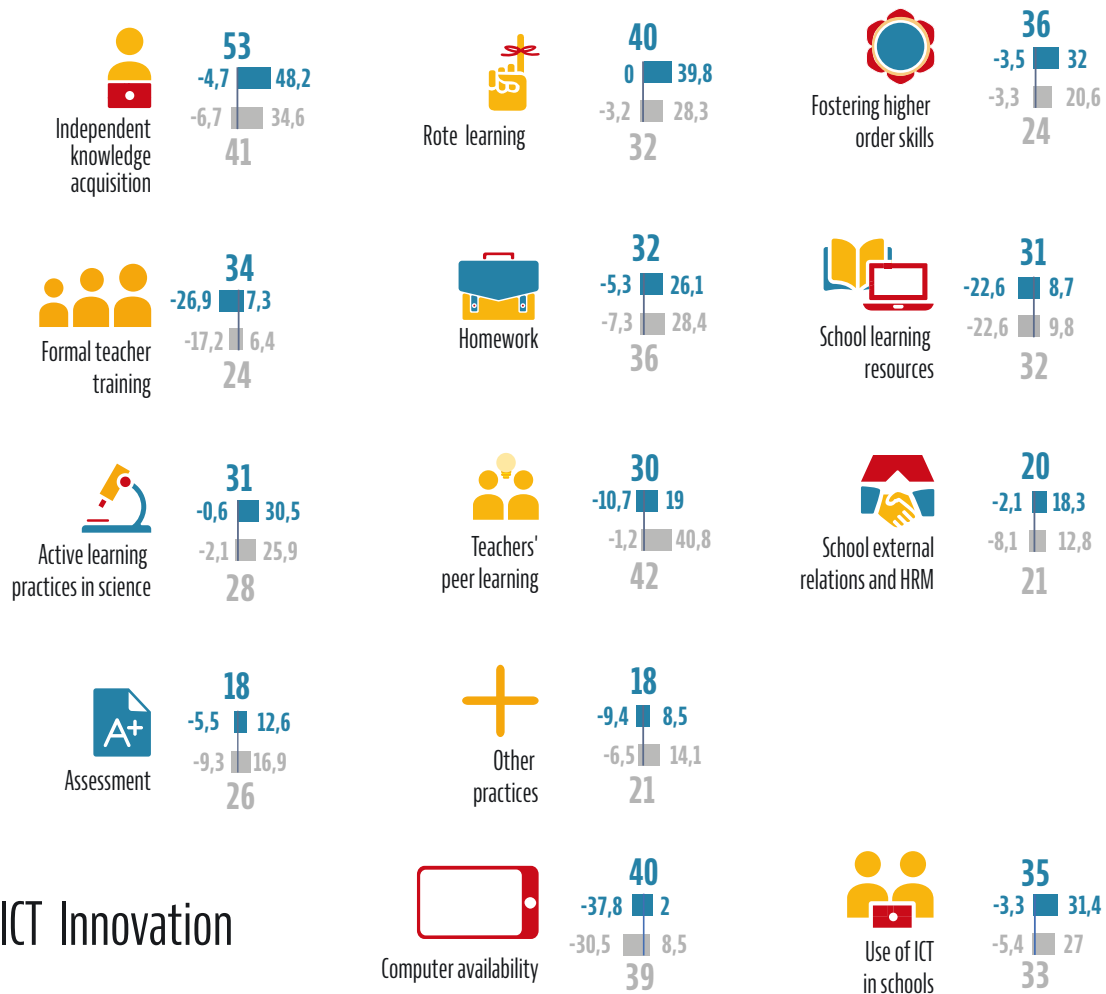 53
-4,7 48,2
-6,7 34,6
41
Independent
knowledge
acquisition
40
0 39,8
-3,2 28,3
32
Rote learning
36
-3,5 32
-3,3 20,6
24
Fostering higher
order skills
34
-26,9 7,3
-17,2 6,4
24
Formal teacher
training
32
-5,3 26,1
-7,3 28,4
36
Homework
31
-22,6 8,7
-22,6 9,8
32
School learning
resources
31
-0,6 30,5
-2,1 25,9
28
Active learning
practices in science
30
-10,7 19
-1,2 40,8
42
Teachers'
peer learning
20
-2,1 18,3
-8,1 12,8
21
School external
relations and HRM
A+
18
-5,5 12,6
-9,3 16,9
26
Assessment
18
-9,4 8,5
-6,5 14,1
21
Other
practices
ICT Innovation
40
-37,8 2
-30,5 8,5
39
Computer availability
35
-3,3 31,4
-5,4 27
33
Use of ICT
in schools